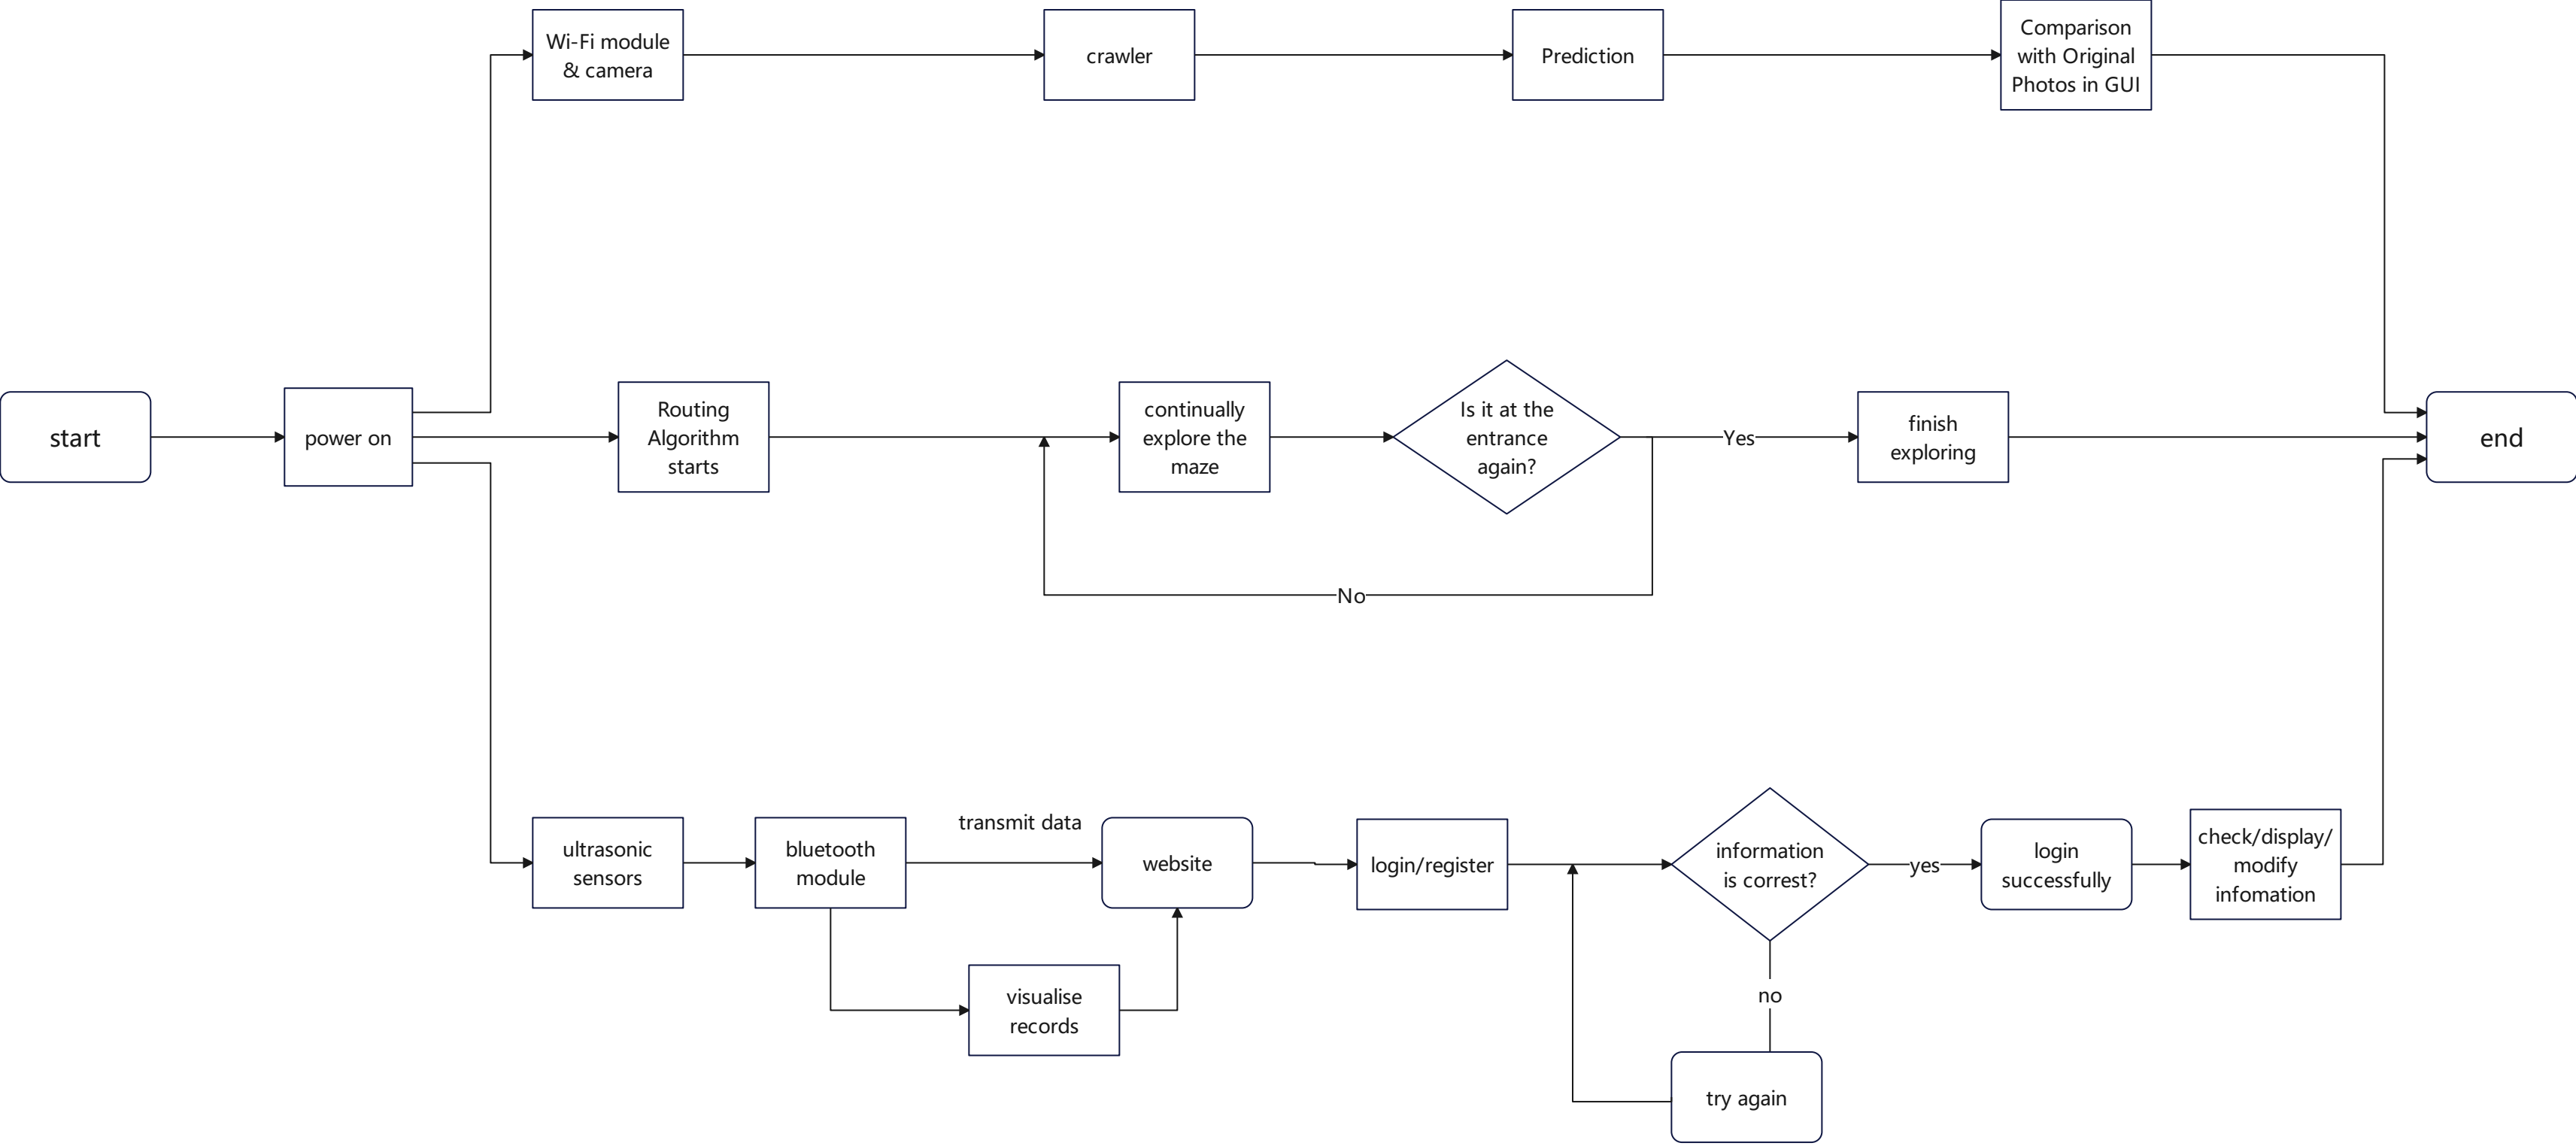 Wi-Fi module
& camera
crawler
Prediction
Comparison
with Original
Photos in GUI
start
power on
Routing
Algorithm
starts
continually
explore the
maze
Is it at the
entrance
again?
Yes
finish
exploring
end
No
ultrasonic
sensors
bluetooth
module
transmit data
website
login/register
information
is correst?
yes
login
successfully
check/display/
modify
infomation
visualise
records
no
try again